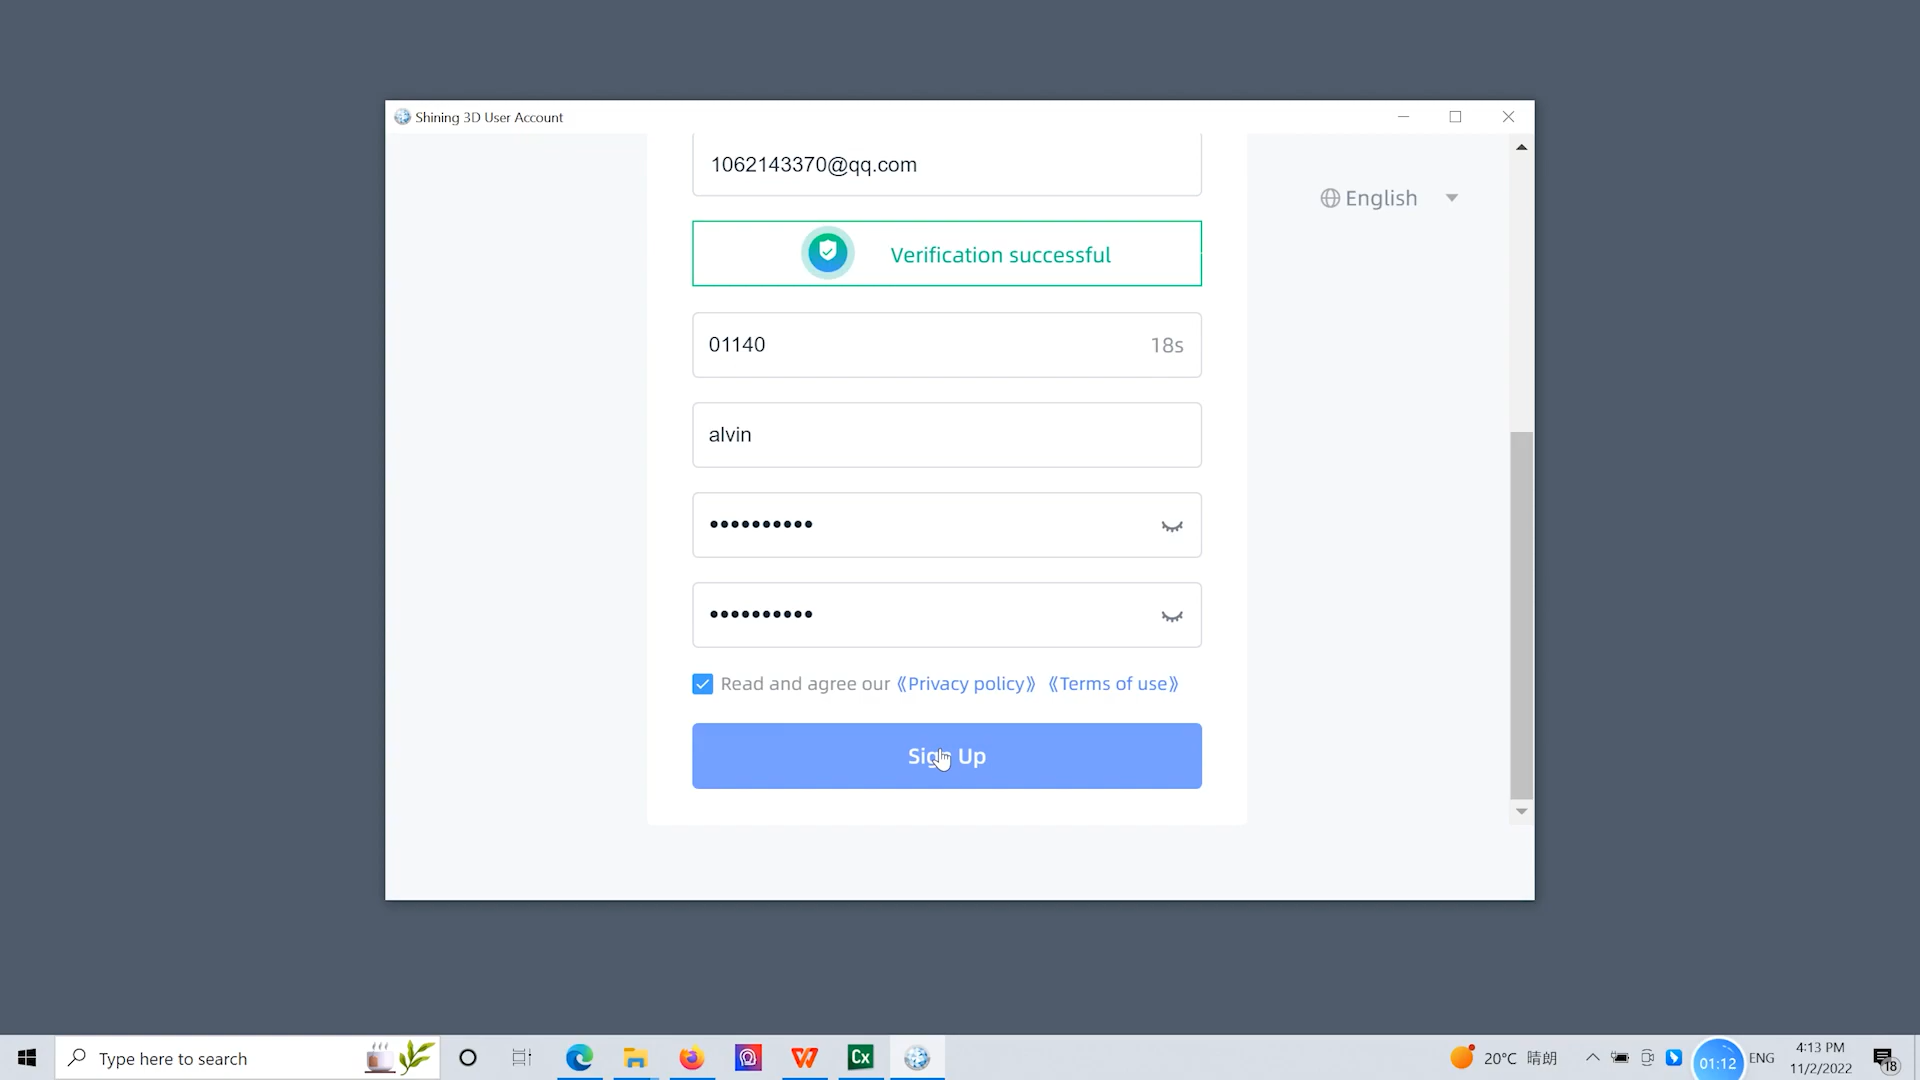 Shining 3D User Account
1062143370@qq.com
English
Verification successful
01140
18s
alvin
••••••••••
••••••••••
Read and agree our 《Privacy policy》 《Terms of use》
Sign Up
Type here to search
Cx
20°C 晴朗
01:12
ENG
4:13 PM
11/2/2022
18